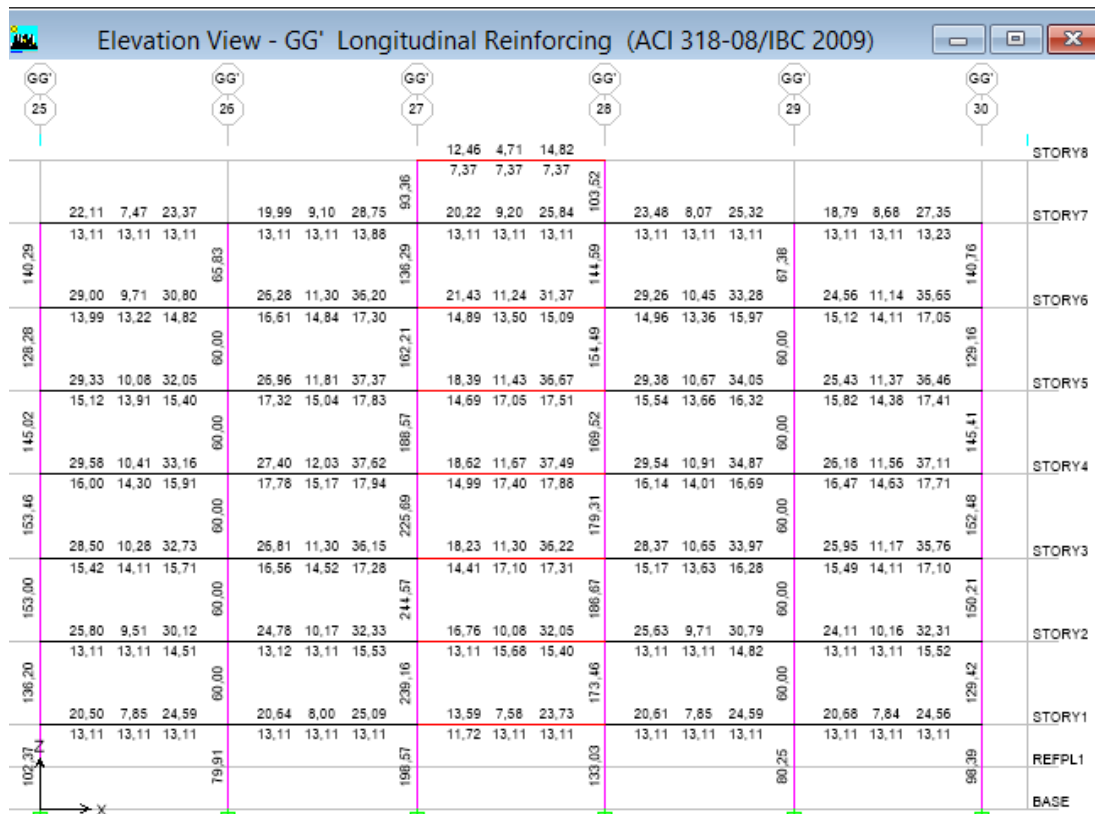 Elevation View - GG' Longitudinal Reinforcing (ACI 318-08/IBC 2009)
GG' GG' GG' GG' GG' GG'
25 26 27 28 29 30
12,46 4,71 14,82
STORY8
7,37 7,37 7,37
93,36 103,52
22,11 7,47 23,37 19,99 9,10 28,75 20,22 9,20 25,84 23,48 8,07 25,32 18,79 8,68 27,35
STORY7
13,11 13,11 13,11 13,11 13,11 13,88 13,11 13,11 13,11 13,11 13,11 13,11 13,11 13,11 13,23
140,29 65,83 136,29 144,59 67,38 140,76
29,00 9,71 30,80 26,28 11,30 36,20 21,43 11,24 31,37 29,26 10,45 33,28 24,56 11,14 35,65
STORY6
13,99 13,22 14,82 16,61 14,84 17,30 14,89 13,50 15,09 14,96 13,36 15,97 15,12 14,11 17,05
128,28 60,00 162,21 154,49 60,00 129,16
29,33 10,08 32,05 26,96 11,81 37,37 18,39 11,43 36,67 29,38 10,67 34,05 25,43 11,37 36,46
STORY5
15,12 13,91 15,40 17,32 15,04 17,83 14,69 17,05 17,51 15,54 13,66 16,32 15,82 14,38 17,41
145,02 60,00 188,57 169,52 60,00 145,41
29,58 10,41 33,16 27,40 12,03 37,62 18,62 11,67 37,49 29,54 10,91 34,87 26,18 11,56 37,11
STORY4
16,00 14,30 15,91 17,78 15,17 17,94 14,99 17,40 17,88 16,14 14,01 16,69 16,47 14,63 17,71
153,46 60,00 225,69 179,31 60,00 152,48
28,50 10,28 32,73 26,81 11,30 36,15 18,23 11,30 36,22 28,37 10,65 33,97 25,95 11,17 35,76
STORY3
15,42 14,11 15,71 16,56 14,52 17,28 14,41 17,10 17,31 15,17 13,63 16,28 15,49 14,11 17,10
153,00 60,00 244,57 186,67 60,00 150,21
25,80 9,51 30,12 24,78 10,17 32,33 16,76 10,08 32,05 25,63 9,71 30,79 24,11 10,16 32,31
STORY2
13,11 13,11 14,51 13,12 13,11 15,53 13,11 15,68 15,40 13,11 13,11 14,82 13,11 13,11 15,52
136,20 60,00 239,16 173,46 60,00 129,42
20,50 7,85 24,59 20,64 8,00 25,09 13,59 7,58 23,73 20,61 7,85 24,59 20,68 7,84 24,56
STORY1
13,11 13,11 13,11 13,11 13,11 13,11 11,72 13,11 13,11 13,11 13,11 13,11 13,11 13,11 13,11
Z
102,37 79,91 198,57 133,03 80,25 98,39
REFPL1
X
BASE